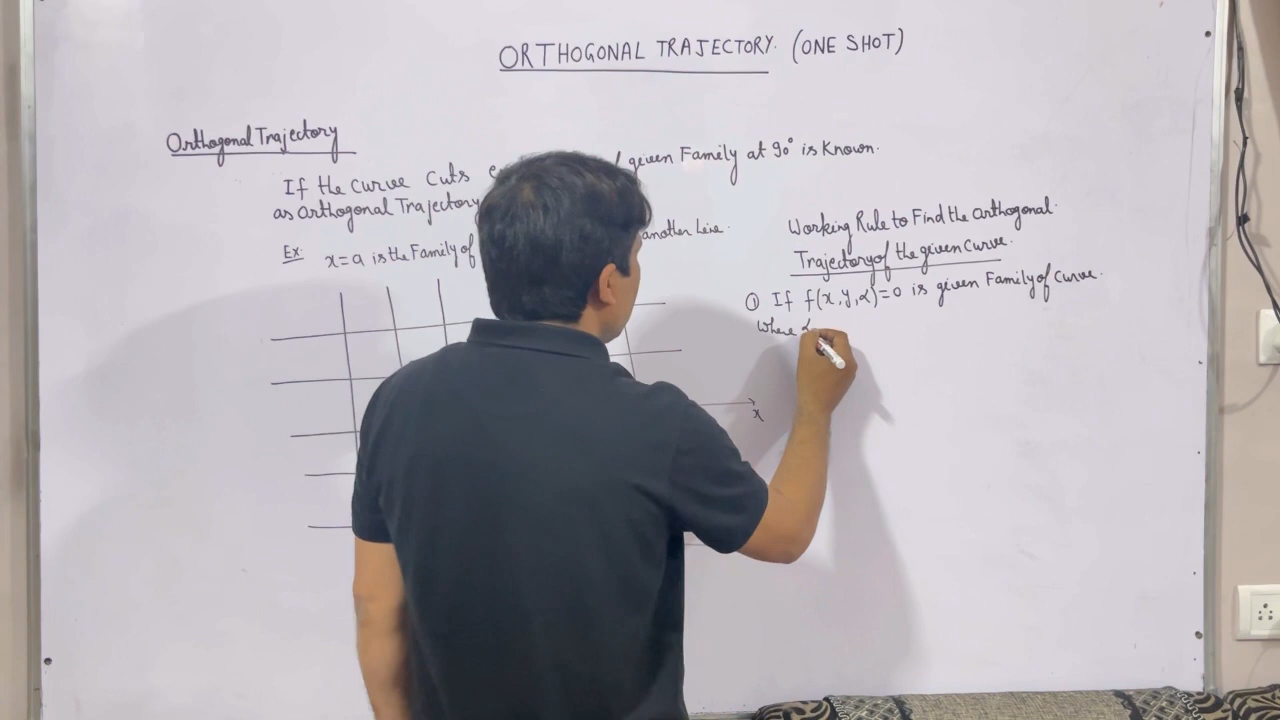 ORTHOGONAL TRAJECTORY. (ONE SHOT)
Orthogonal Trajectory
If the curve cuts given Family at 90° is Known.
as Orthogonal Trajectory
Ex: x=a is the Family of another line.
x
Working Rule to Find the Orthogonal.
Trajectory of the given Curve.
① If f(x,y,α)=0 is given Family of Curve.
Where α